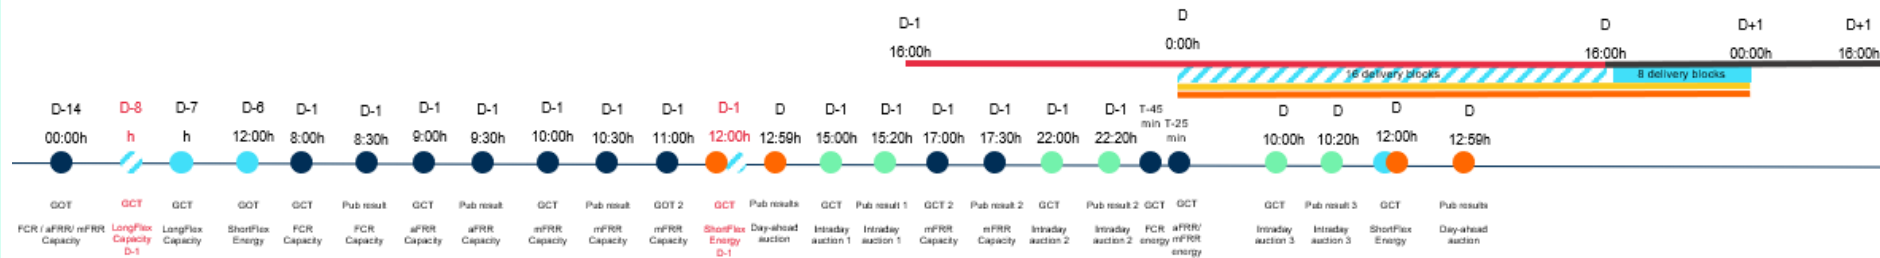 D-1
16:00h
D
0:00h
D
16:00h
D+1
00:00h
D+1
16:00h
16 delivery blocks
8 delivery blocks
D-14
00:00h
D-8
h
D-7
h
D-6
12:00h
D-1
8:00h
D-1
8:30h
D-1
9:00h
D-1
9:30h
D-1
10:00h
D-1
10:30h
D-1
11:00h
D-1
12:00h
D
12:59h
D-1
15:00h
D-1
15:20h
D-1
17:00h
D-1
17:30h
D-1
22:00h
D-1
22:20h
T-45
min
T-25
min
D
10:00h
D
10:20h
D
12:00h
D
12:59h
GOT
FCR / aFRR/ mFRR
Capacity
GCT
LongFlex
Capacity
D-1
GCT
LongFlex
Capacity
GOT
ShortFlex
Energy
GCT
FCR
Capacity
Pub result
FCR
Capacity
GCT
aFRR
Capacity
Pub result
aFRR
Capacity
GCT
mFRR
Capacity
Pub result
mFRR
Capacity
GOT 2
mFRR
Capacity
GCT
ShortFlex
Energy
D-1
Pub results
Day-ahead
auction
GCT
Intraday
auction 1
Pub result 1
Intraday
auction 1
GCT 2
mFRR
Capacity
Pub result 2
mFRR
Capacity
GCT
Intraday
auction 2
Pub result 2
Intraday
auction 2
GCT
FCR
energy
GCT
aFRR/
mFRR
energy
GCT
Intraday
auction 3
Pub result 3
Intraday
auction 3
GCT
ShortFlex
Energy
Pub results
Day-ahead
auction